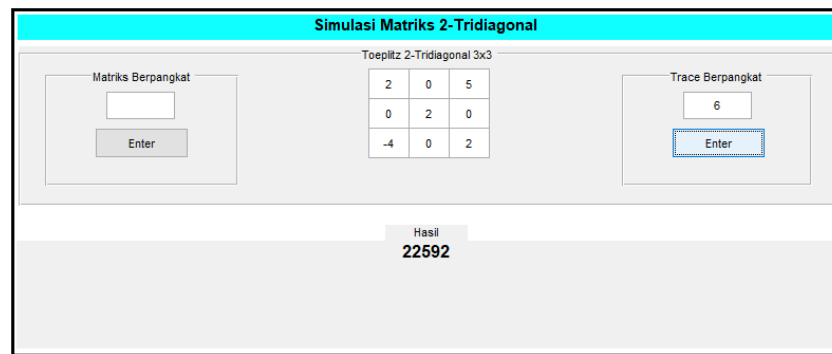 Simulasi Matriks 2-Tridiagonal
Toeplitz 2-Tridiagonal 3x3
Matriks Berpangkat
Trace Berpangkat
2 0 5
6
0 2 0
Enter
Enter
-4 0 2
Hasil
22592